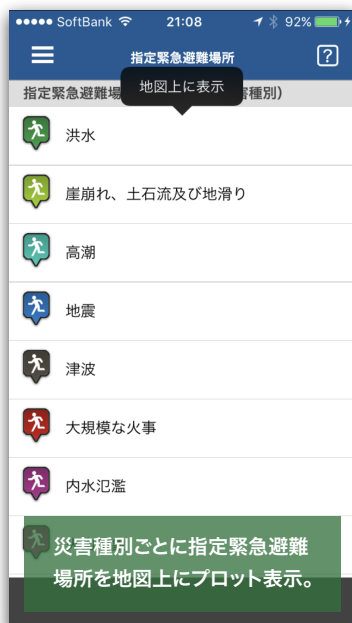 ●●●●● SoftBank 21:08 92%
指定緊急避難場所
?
地図上に表示
指定緊急避難場 害種別)
洪水
崖崩れ、土石流及び地滑り
高潮
地震
津波
大規模な火事
内水氾濫
災害種別ごとに指定緊急避難
場所を地図上にプロット表示。